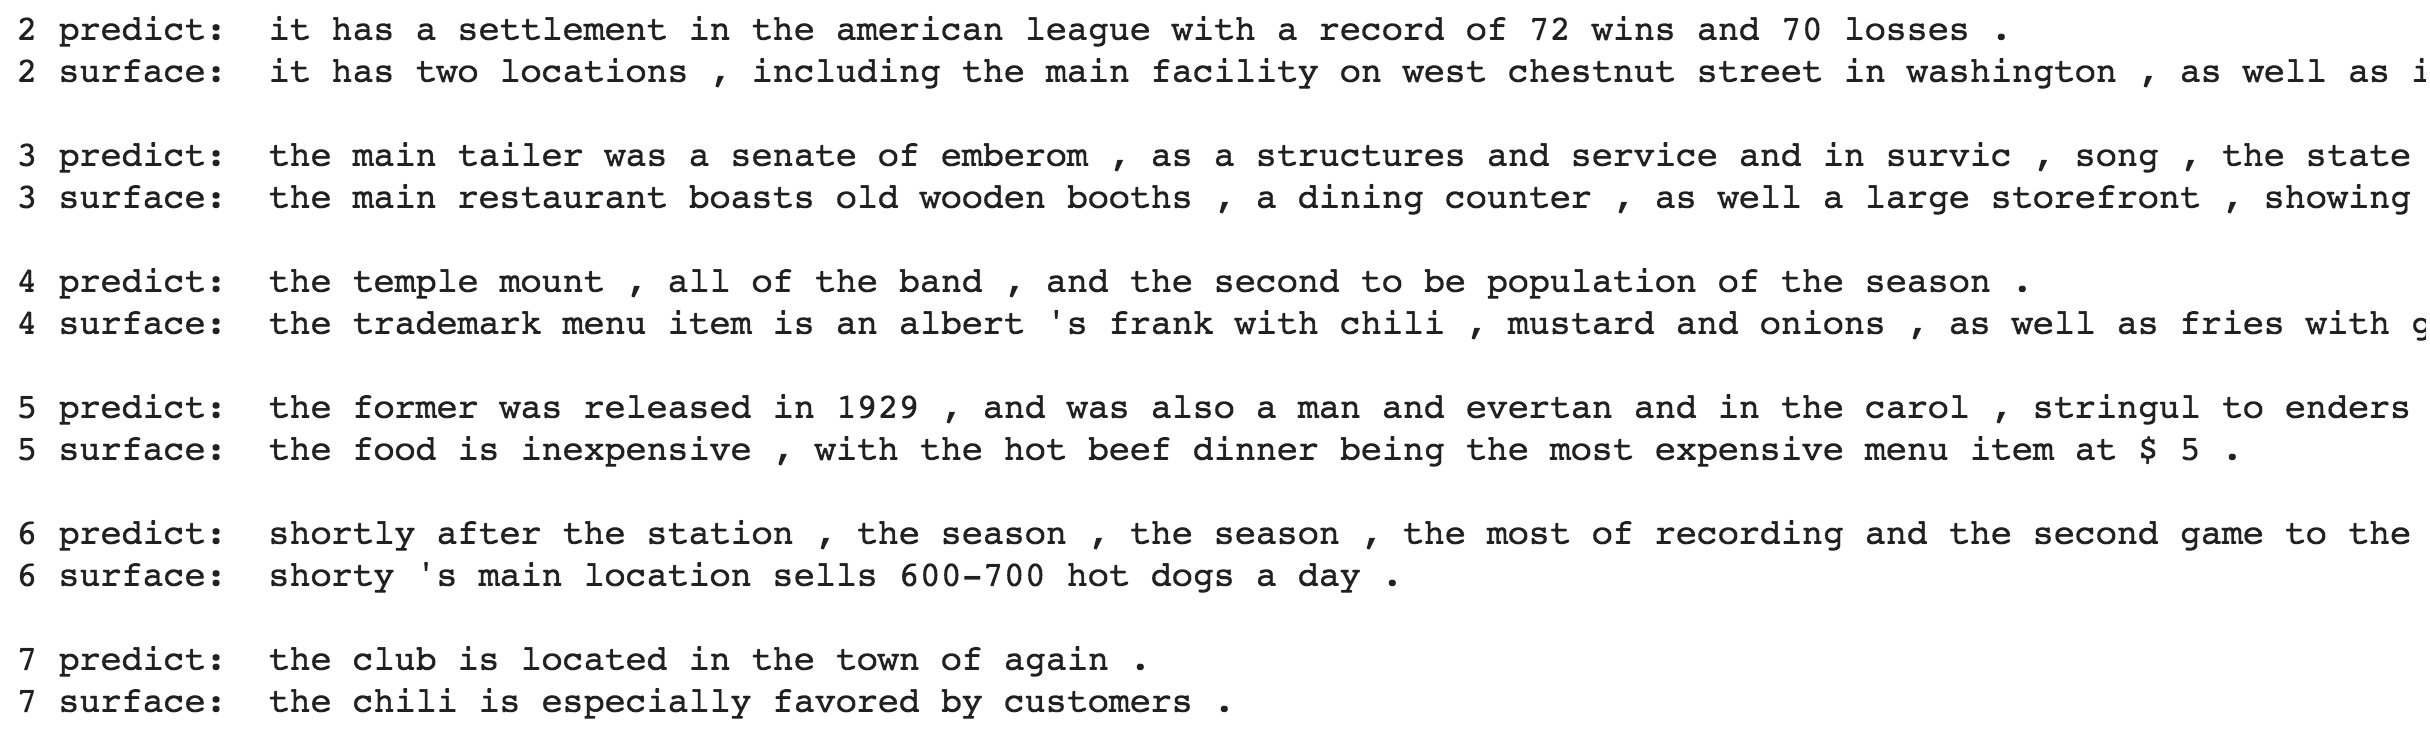 2 predict: it has a settlement in the american league with a record of 72 wins and 70 losses .
2 surface: it has two locations , including the main facility on west chestnut street in washington , as well as i
3 predict: the main tailer was a senate of emberom , as a structures and service and in survic , song , the state
3 surface: the main restaurant boasts old wooden booths , a dining counter , as well a large storefront , showing
4 predict: the temple mount , all of the band , and the second to be population of the season .
4 surface: the trademark menu item is an albert 's frank with chili , mustard and onions , as well as fries with g
5 predict: the former was released in 1929 , and was also a man and evertan and in the carol , stringul to enders
5 surface: the food is inexpensive , with the hot beef dinner being the most expensive menu item at $ 5 .
6 predict: shortly after the station , the season , the season , the most of recording and the second game to the
6 surface: shorty 's main location sells 600-700 hot dogs a day .
7 predict: the club is located in the town of again .
7 surface: the chili is especially favored by customers .